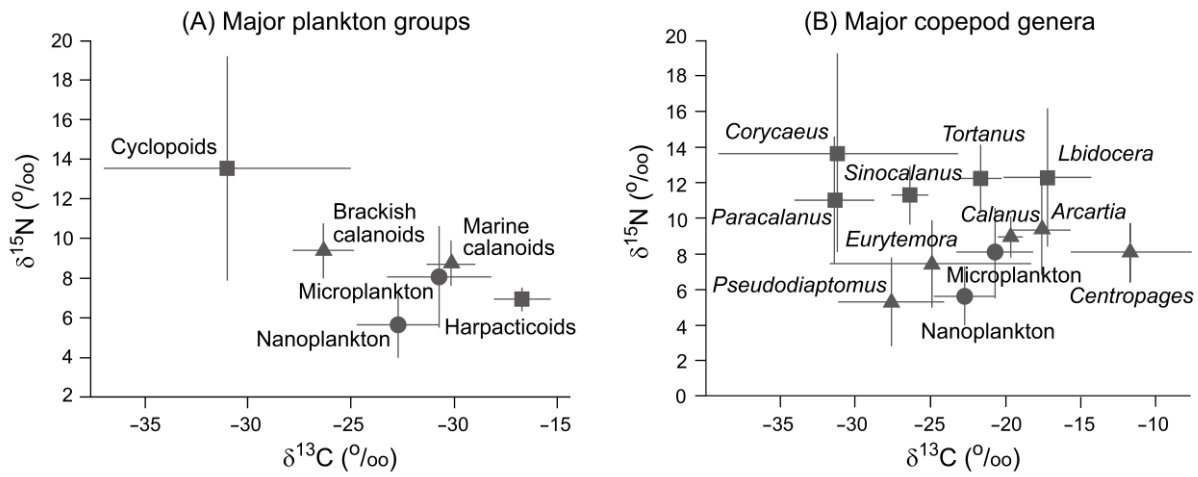 (A) Major plankton groups
20
18
16
14
12
10
8
6
4
2
δ15N (o/oo)
Cyclopoids
Brackish
calanoids
Marine
calanoids
Microplankton
Nanoplankton
Harpacticoids
−35
−30
−25
−30
−15
δ13C (o/oo)
(B) Major copepod genera
20
18
16
14
12
10
8
6
4
2
0
δ15N (o/oo)
Corycaeus
Tortanus
Lbidocera
Sinocalanus
Paracalanus
Calanus
Arcartia
Eurytemora
Pseudodiaptomus
Microplankton
Centropages
Nanoplankton
−35
−30
−25
−20
−15
−10
δ13C (o/oo)